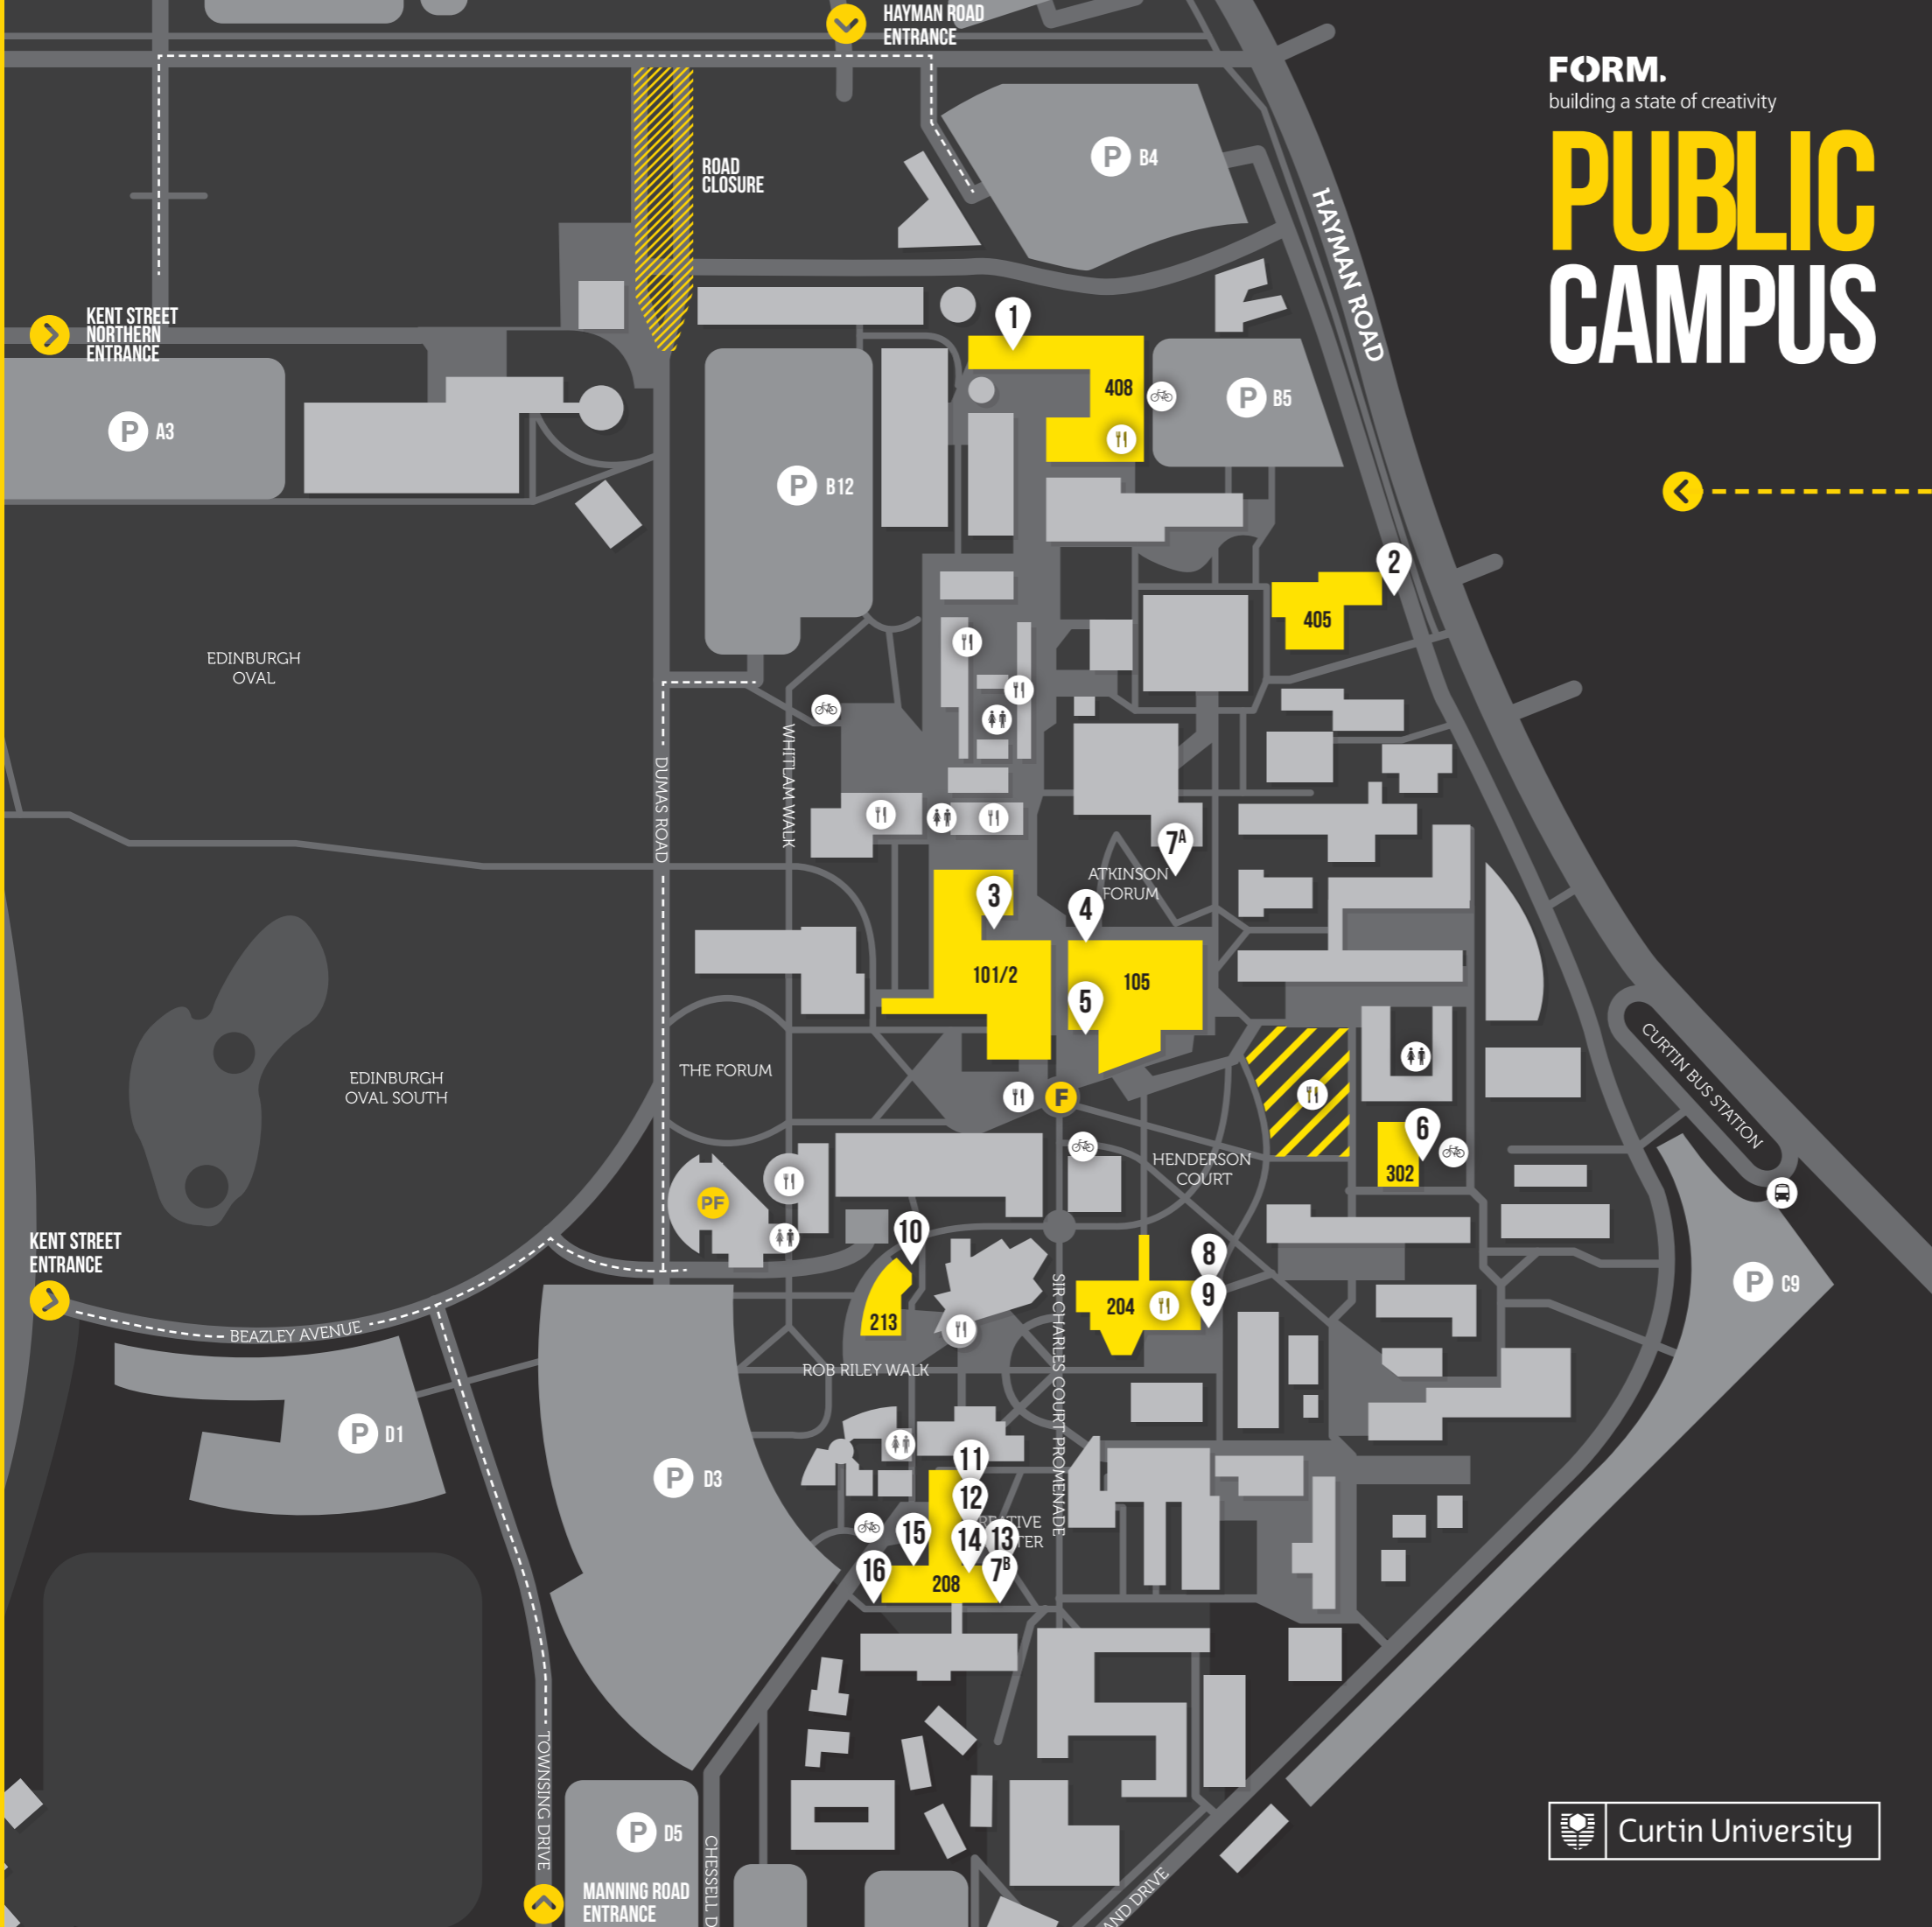 HAYMAN ROAD
ENTRANCE
FORM.
building a state of creativity
PUBLIC
CAMPUS
ROAD
CLOSURE
P B4
HAYMAN ROAD
KENT STREET
NORTHERN
ENTRANCE
1
408
P B5
P A3
P B12
2
405
EDINBURGH
OVAL
DUMAS ROAD
WHITLAM WALK
7A
ATKINSON
FORUM
3
4
101/2
105
5
CURTIN BUS STATION
THE FORUM
EDINBURGH
OVAL SOUTH
F
6
302
HENDERSON
COURT
PF
10
KENT STREET
ENTRANCE
8
9
204
213
P C9
BEAZLEY AVENUE
SIR CHARLES COURT PROMENADE
ROB RILEY WALK
P D1
P D3
11
12
15
14
13
16
7B
208
TOWNSING DRIVE
P D5
CHESSELL D
MANNING ROAD
ENTRANCE
AND DRIVE
Curtin University